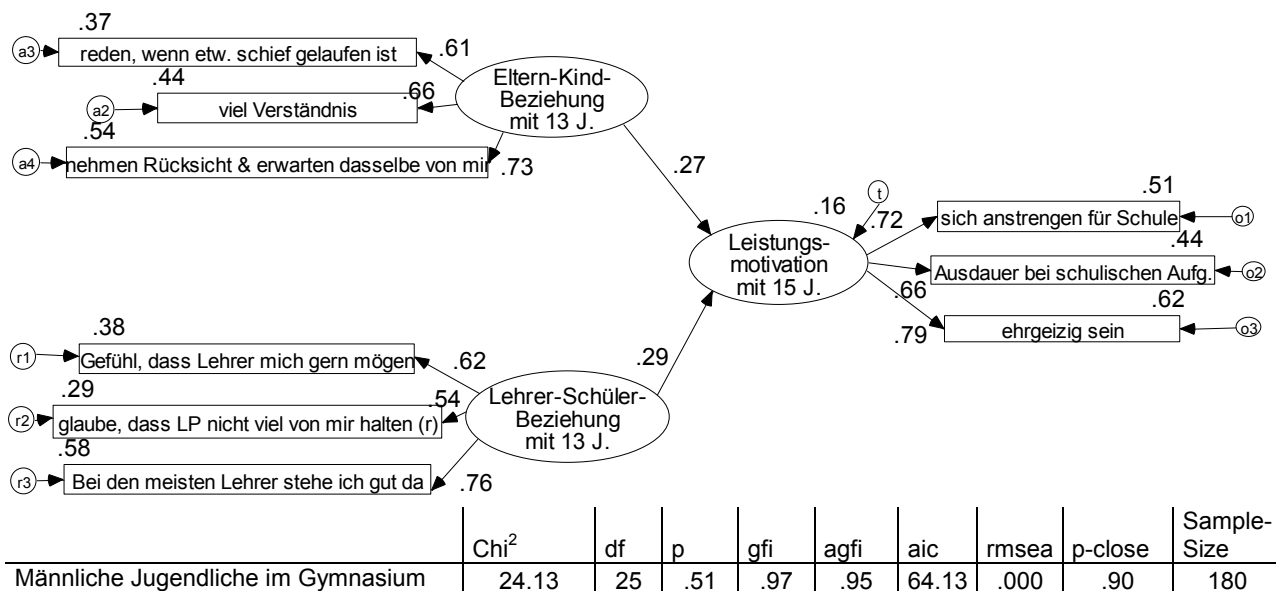 .37
a3
reden, wenn etw. schief gelaufen ist
.61
.44
a2
viel Verständnis
.66
.54
a4
nehmen Rücksicht & erwarten dasselbe von mir
.73
Eltern-Kind-
Beziehung
mit 13 J.
.27
.38
r1
Gefühl, dass Lehrer mich gern mögen
.62
.29
r2
glaube, dass LP nicht viel von mir halten (r)
.54
.58
r3
Bei den meisten Lehrer stehe ich gut da
.76
Lehrer-Schüler-
Beziehung
mit 13 J.
.29
.16
t
Leistungs-
motivation
mit 15 J.
.72
.51
sich anstrengen für Schule
o1
.44
Ausdauer bei schulischen Aufg.
o2
.66
.62
ehrgeizig sein
o3
.79
Chi2 df p gfi agfi aic rmsea p-close Sample-
Size
Männliche Jugendliche im Gymnasium 24.13 25 .51 .97 .95 64.13 .000 .90 180